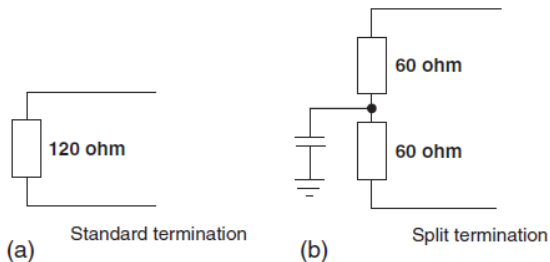 120 ohm
(a)
Standard termination
60 ohm
60 ohm
(b)
Split termination